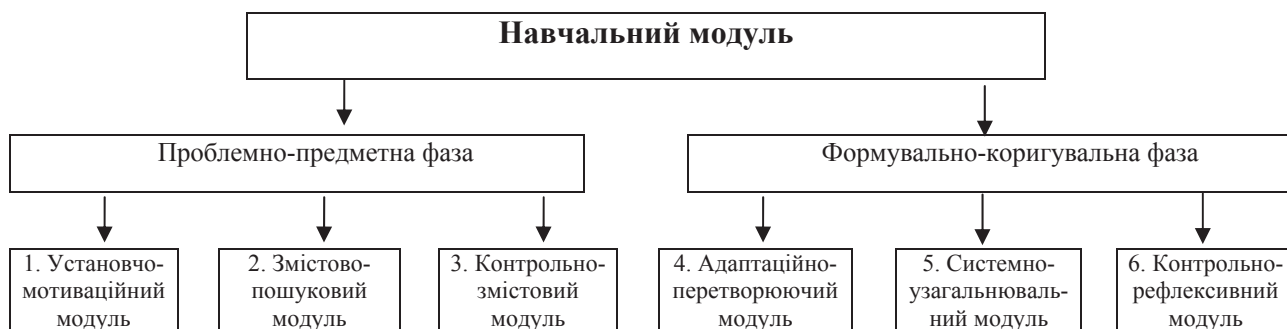 Навчальний модуль
Проблемно-предметна фаза
Формувально-коригувальна фаза
1. Установчо-
мотиваційний
модуль
2. Змістово-
пошуковий
модуль
3. Контрольно-
змістовий
модуль
4. Адаптаційно-
перетворюючий
модуль
5. Системно-
узагальнюваль-
ний модуль
6. Контрольно-
рефлексивний
модуль